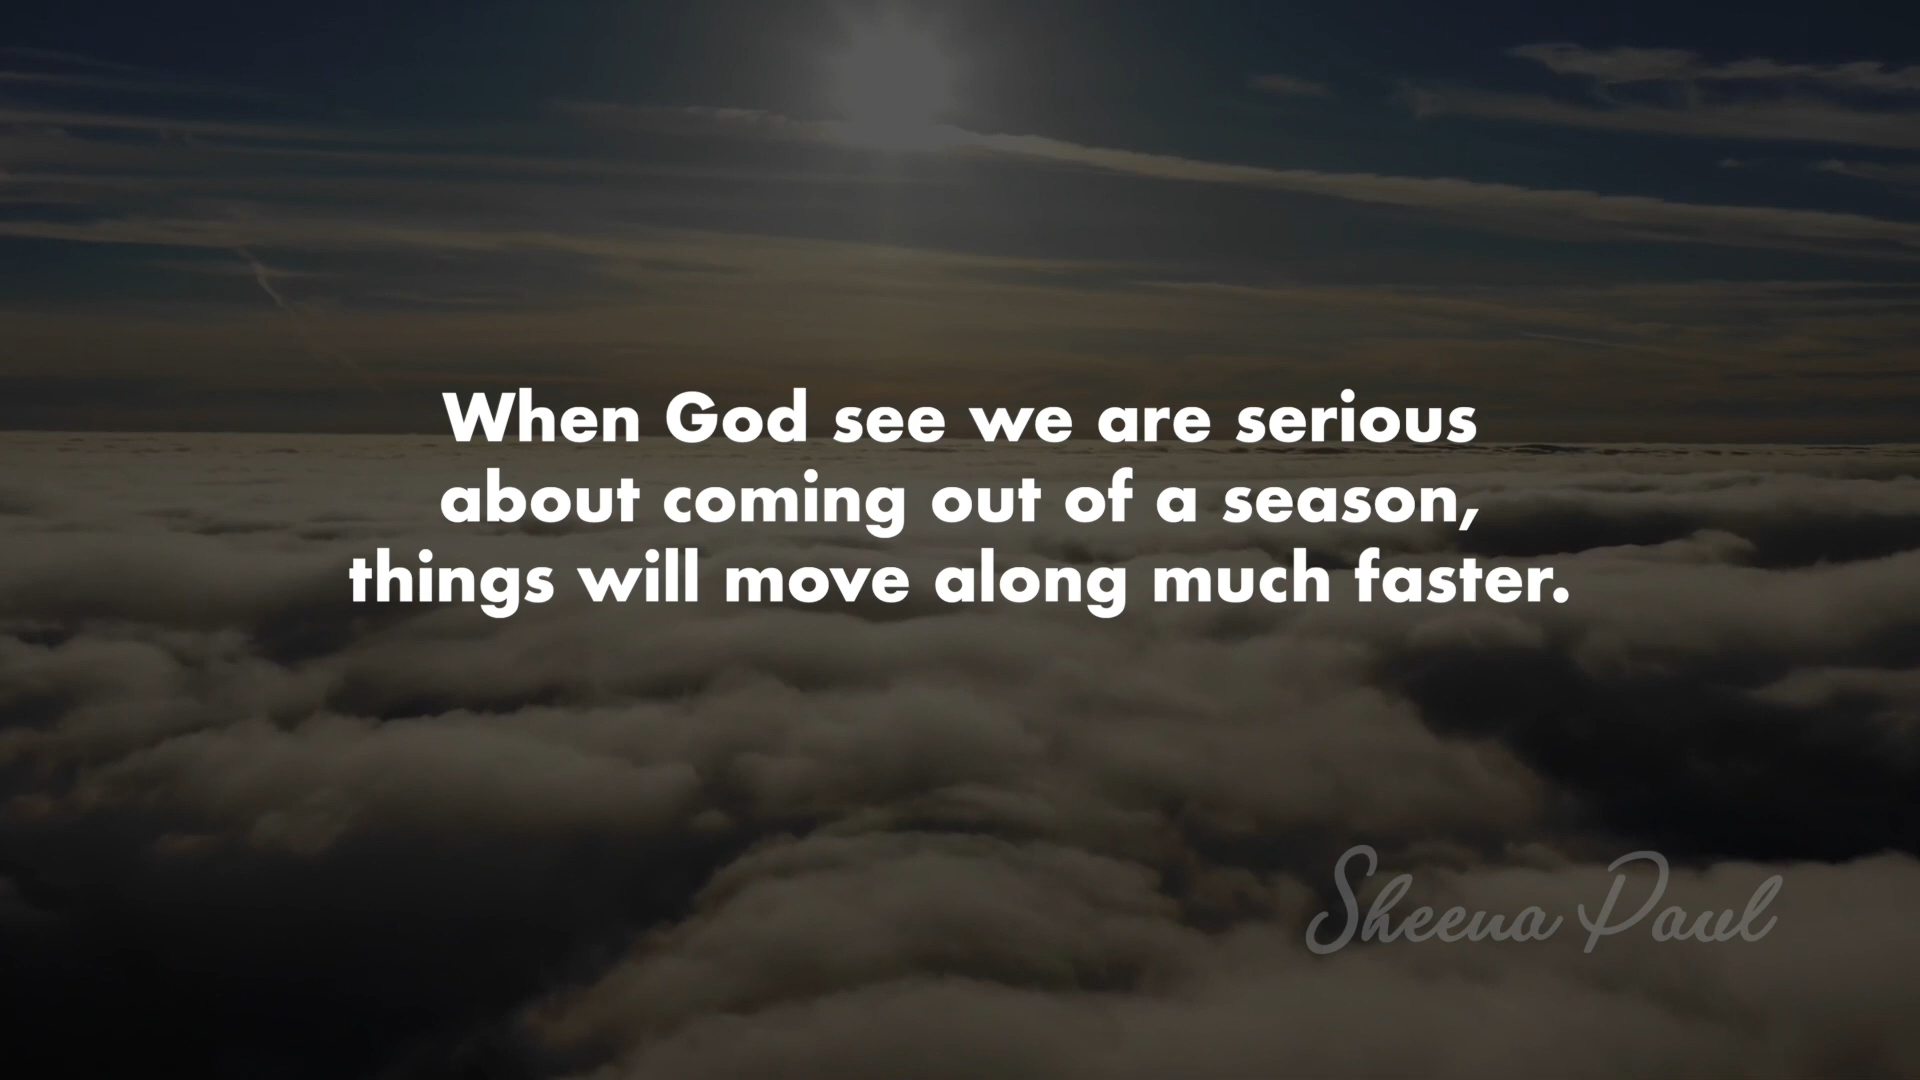 When God see we are serious
about coming out of a season,
things will move along much faster.
Sheena Paul